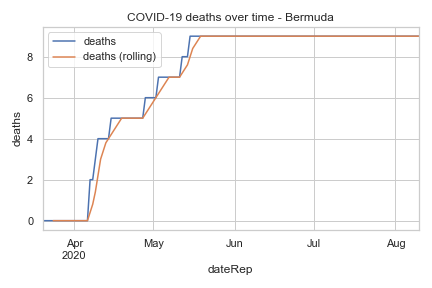 COVID-19 deaths over time - Bermuda
deaths
deaths (rolling)
deaths
8
6
4
2
0
Apr May Jun Jul Aug
2020
dateRep